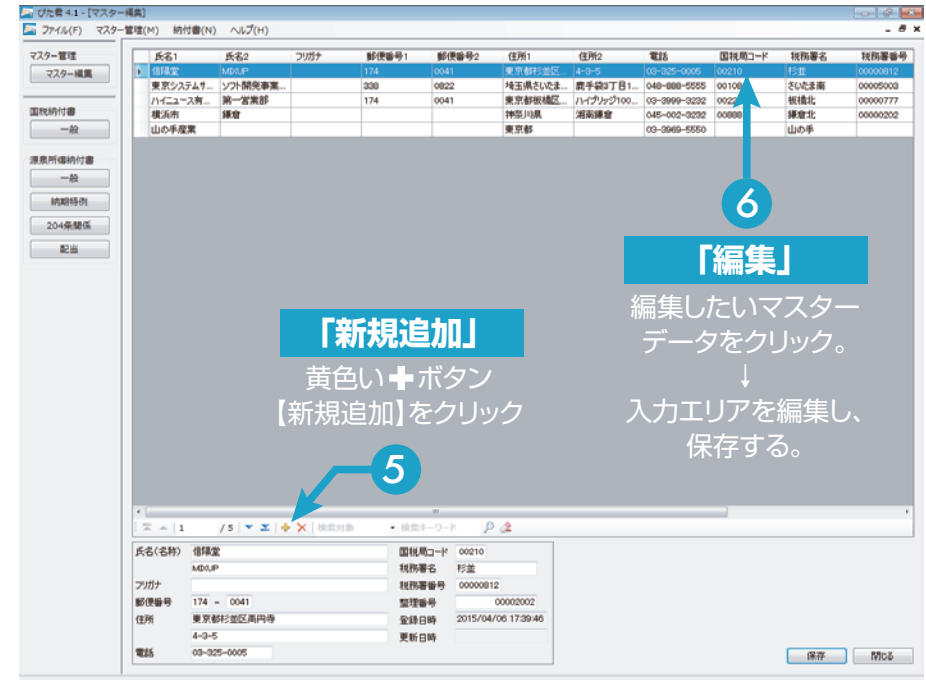 ぴた君 4.1 - [マスター編集]
ファイル(F) マスター管理(M) 納付書(N) ヘルプ(H)
マスター管理
マスター編集
国税納付書
一般
源泉所得納付書
一般
納期特例
204条関係
配当
氏名1 氏名2 フリガナ 郵便番号1 郵便番号2 住所1 住所2 電話 国税局コード 税務署名 税務署番号
信陽堂 MIXUP 174 0041 東京都杉並区... 4-3-5 03-325-0005 00210 杉並 00000812
東京システムサ... ソフト開発事業... 338 0822 埼玉県さいたま... 鹿手袋3丁目1... 048-888-5555 00108 さいたま南 00005003
ハイニュース有... 第一営業部 174 0041 東京都板橋区... ハイブリッジ100... 03-3999-3232 0022 板橋北 00000777
横浜市 鎌倉 神奈川県 湘南鎌倉 045-002-3232 00888 鎌倉北 00000202
山の手産業 東京都 03-3969-5550 山の手
6
「編集」
編集したいマスター
データをクリック。
↓
入力エリアを編集し、
保存する。
「新規追加」
黄色い✚ボタン
【新規追加】をクリック
5
1 / 5 検索対象 検索キーワード
氏名(名称) 信陽堂
MIXUP
フリガナ
郵便番号 174 - 0041
住所 東京都杉並区高円寺
4-3-5
電話 03-325-0005
国税局コード 00210
税務署名 杉並
税務署番号 00000812
整理番号 00002002
登録日時 2015/04/06 17:39:46
更新日時
保存 閉じる